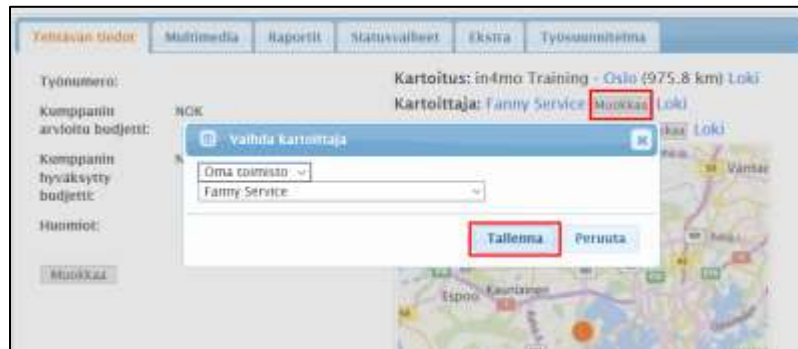 Tehtävän tiedot Multimedia Raportit Statusvaiheet Ekstra Työsuunnitelma
Työnumero:
Kartoitus: in4mo Training - Oslo (975.8 km) Loki
Kumppanin arvioitu budjetti:
NOK
Kartoittaja: Fanny Service Muokkaa Loki
Loki
Vaihda kartoittaja
Kumppanin hyväksytty budjetti:
Oma toimisto
Fanny Service
Huomiot:
Tallenna Peruuta
Muokkaa
Vantaa
Espoo Kauniainen